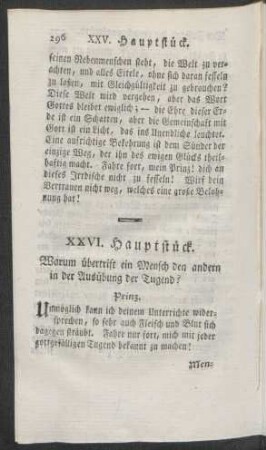 296 XXV. Hauptstück.
seinen Nebenmenschen steht, die Welt zu ver-
achten, und alles Eitele, ohne sich daran fesseln
zu lassen, mit Gleichgültigkeit zu gebrauchen?
Diese Welt wird vergehen, aber das Wort
Gottes bleibet ewiglich; — die Ehre dieser Er-
de ist ein Schatten, aber die Gemeinschaft mit
Gott ist ein Licht, das ins Unendliche leuchtet.
Eine aufrichtige Bekehrung ist dem Sünder der
einzige Weg, der ihn des ewigen Glücks theil-
haftig macht. Fahre fort, mein Prinz! dich an
dieses Irrdische nicht zu fesseln! Wirf dein
Vertrauen nicht weg, welches eine große Beloh-
nung hat!
XXVI. Hauptstück.
Warum übertrift ein Mensch den andern
in der Ausübung der Tugend?
Prinz.
Unmöglich kann ich deinem Unterrichte wider-
sprechen, so sehr auch Fleisch und Blut sich
dagegen sträubt. Fahre nur fort, mich mit jeder
gottgefälligen Tugend bekannt zu machen!
Men-